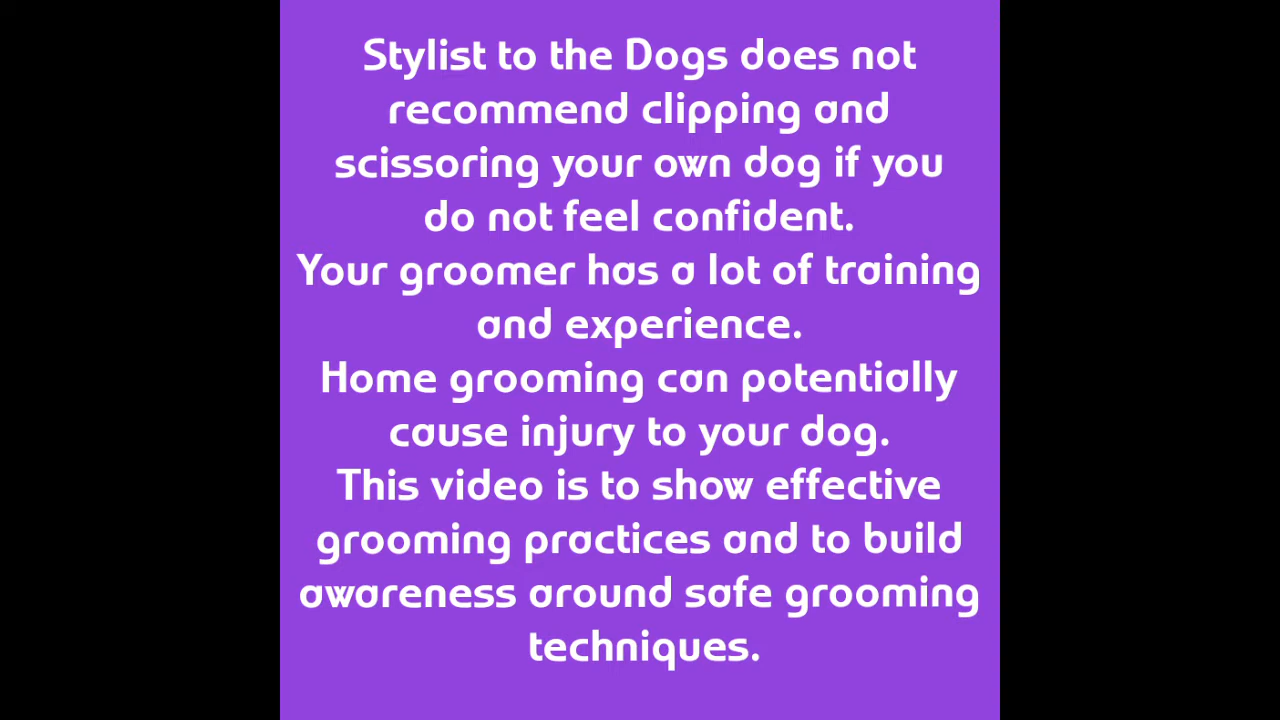 Stylist to the Dogs does not
recommend clipping and
scissoring your own dog if you
do not feel confident.
Your groomer has a lot of training
and experience.
Home grooming can potentially
cause injury to your dog.
This video is to show effective
grooming practices and to build
awareness around safe grooming
techniques.